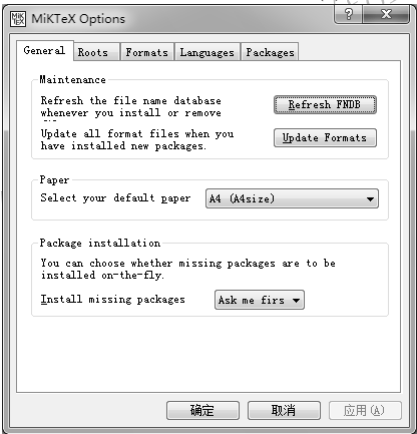 MiKTeX Options
General Roots Formats Languages Packages
Maintenance
Refresh the file name database
whenever you install or remove
Refresh FNDB
Update all format files when you
have installed new packages.
Update Formats
Paper
Select your default paper A4 (A4size)
Package installation
You can choose whether missing packages are to be
installed on-the-fly.
Install missing packages Ask me firs
确定 取消 应用(A)